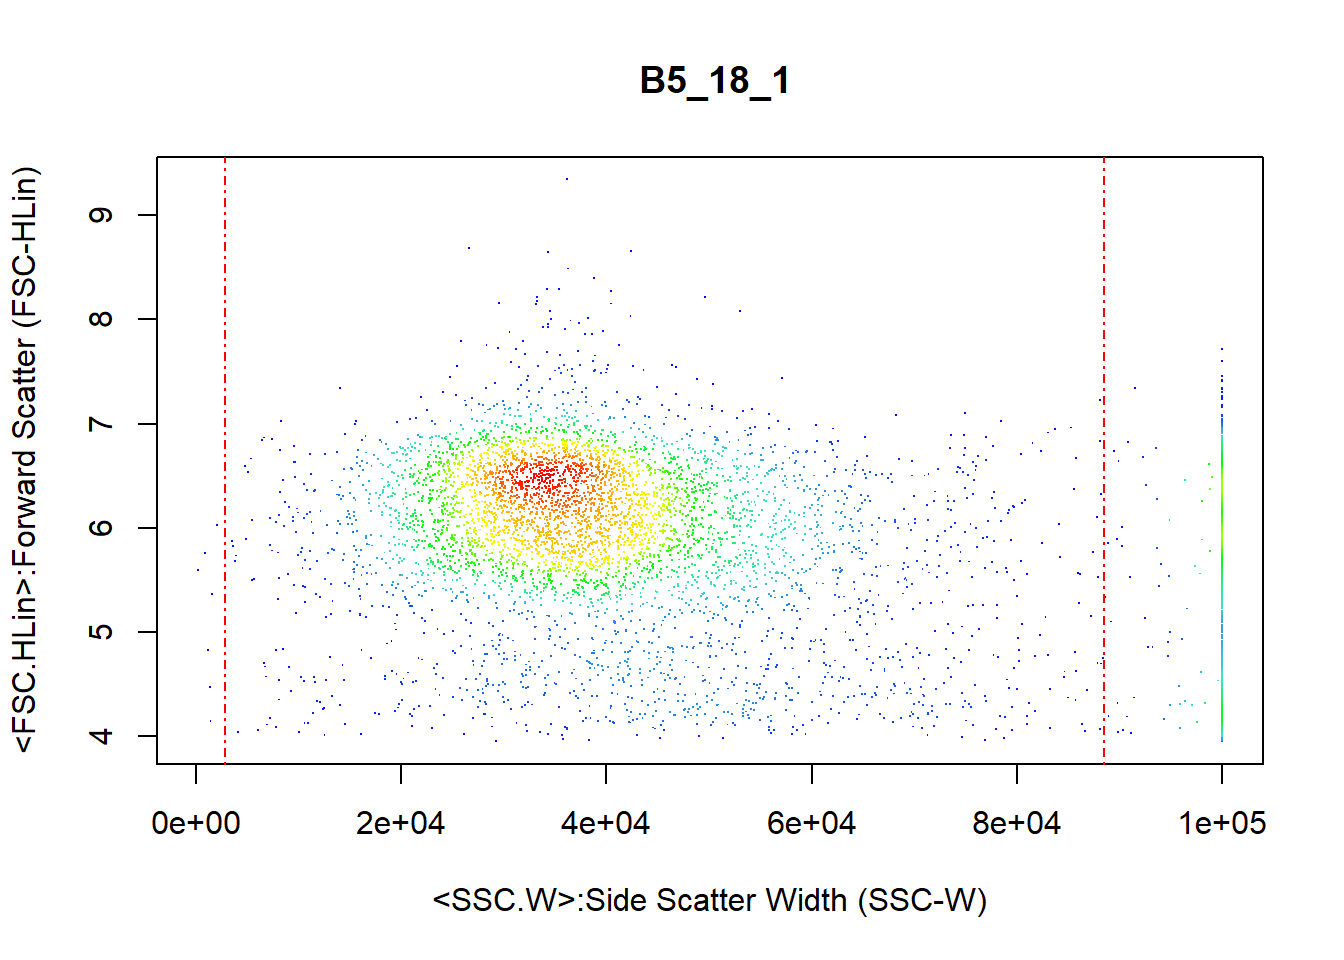 B5_18_1
<FSC.HLin>:Forward Scatter (FSC-HLin)
9
8
7
6
5
4
0e+00 2e+04 4e+04 6e+04 8e+04 1e+05
<SSC.W>:Side Scatter Width (SSC-W)